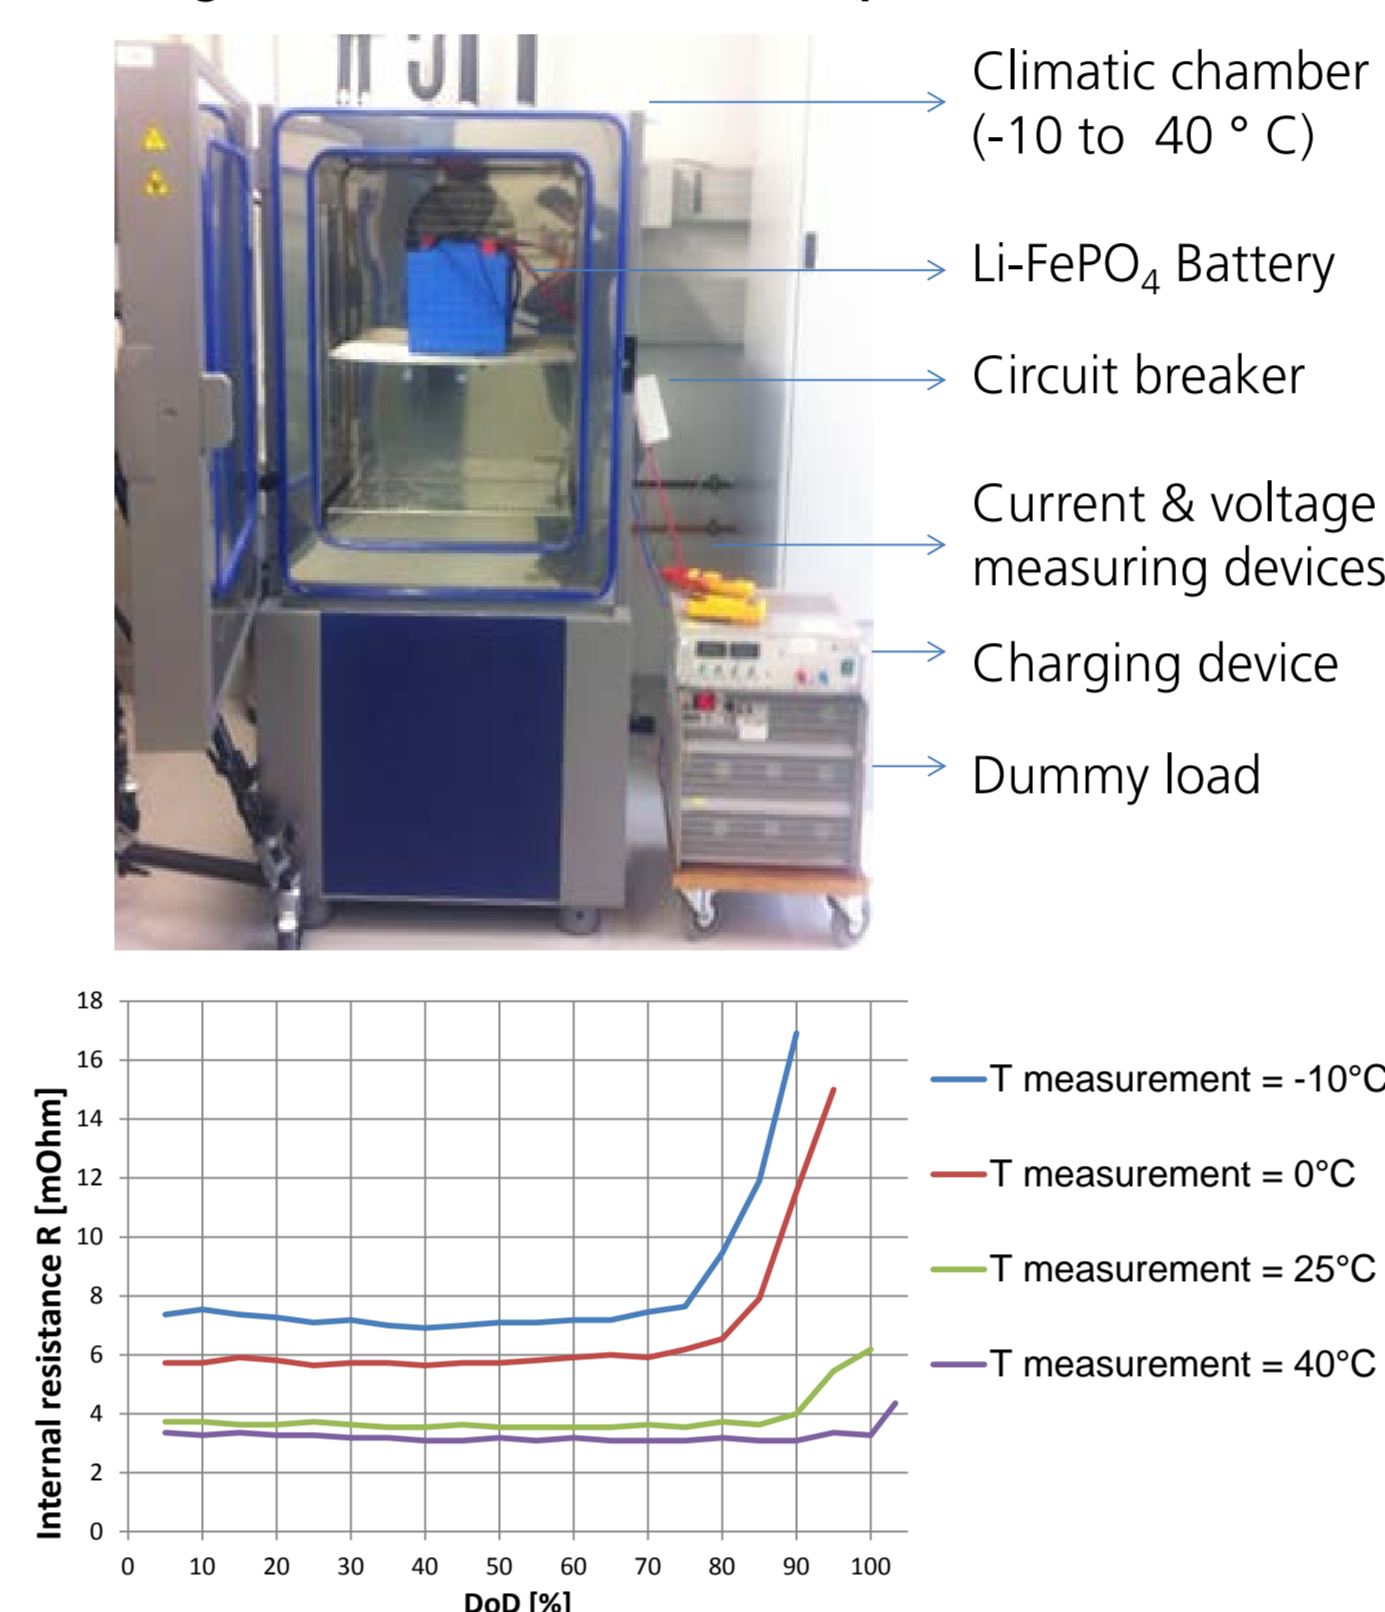 Climatic chamber
(-10 to 40 ° C)
Li-FePO4 Battery
Circuit breaker
Current & voltage
measuring devices
Charging device
Dummy load
18
16
14
12
10
8
6
4
2
0
Internal resistance R [mOhm]
0 10 20 30 40 50 60 70 80 90 100
DoD [%]
T measurement = -10°C
T measurement = 0°C
T measurement = 25°C
T measurement = 40°C